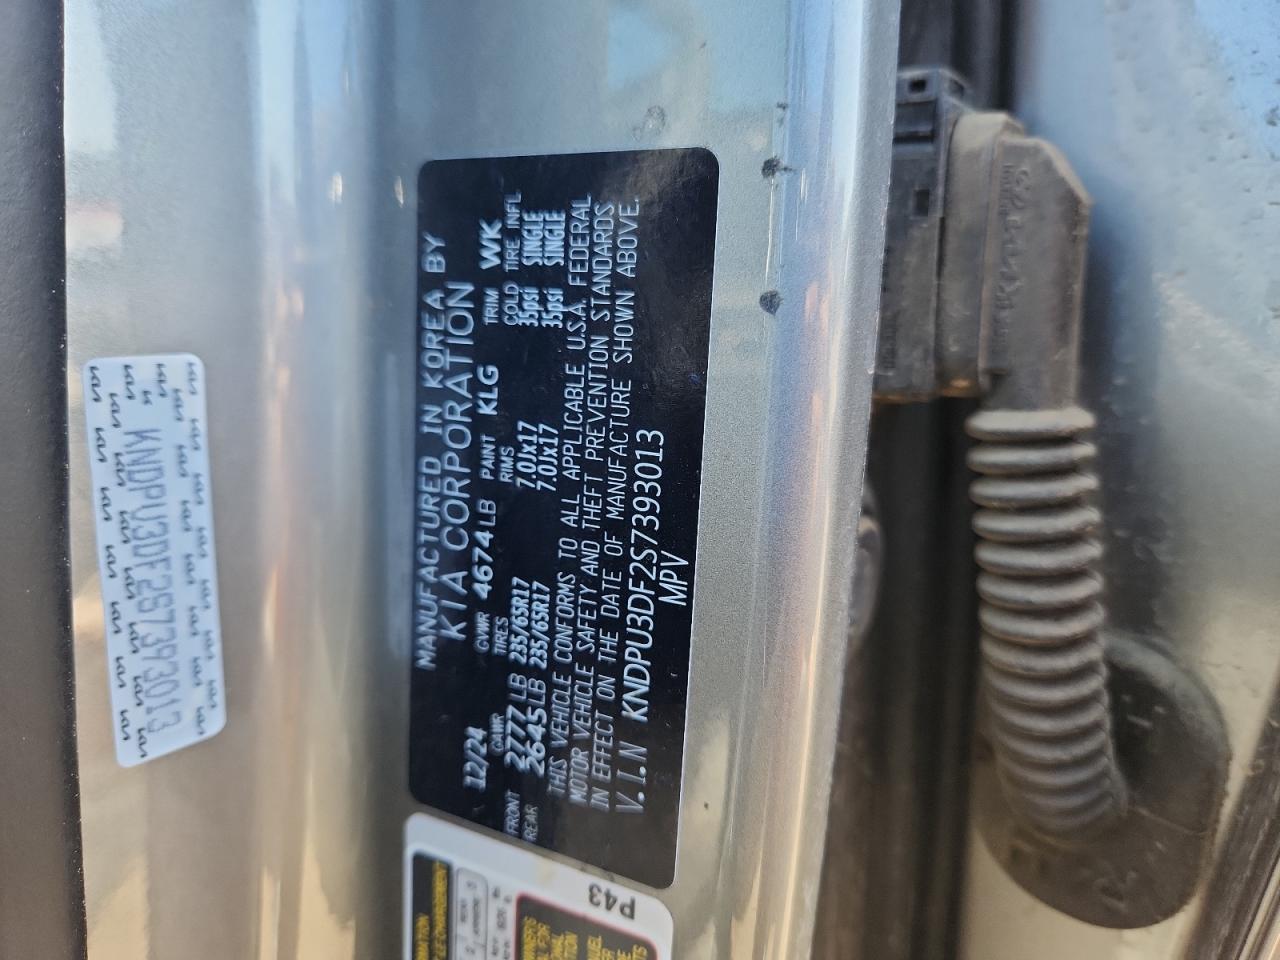 MANUFACTURED IN KOREA BY
KIA CORPORATION
12/24 GVWR 4674LB PAINT KLG TRIM WK
GAWR TIRES RIMS COLD TIRE INFL.
FRONT 2777LB 235/65R17 7.0Jx17 35psi SINGLE
REAR 2645LB 235/65R17 7.0Jx17 35psi SINGLE
THIS VEHICLE CONFORMS TO ALL APPLICABLE U.S.A. FEDERAL
MOTOR VEHICLE SAFETY AND THEFT PREVENTION STANDARDS
IN EFFECT ON THE DATE OF MANUFACTURE SHOWN ABOVE.
V.I.N KNDPU3DF2S7393013
MPV
KNDPU3DF2S7393013
P43